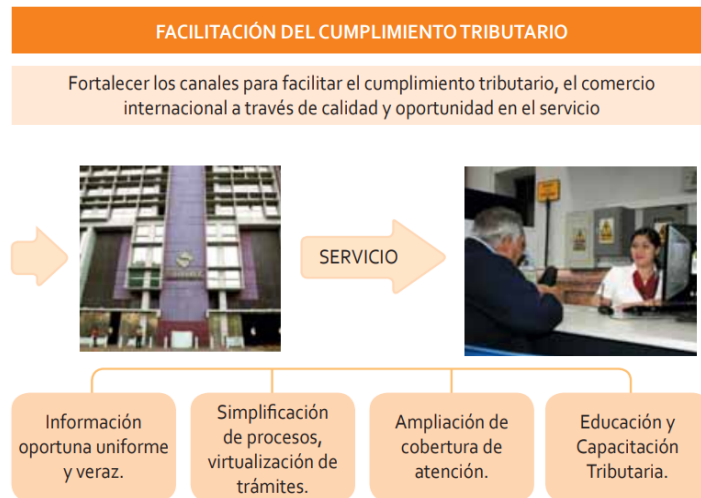 FACILITACIÓN DEL CUMPLIMIENTO TRIBUTARIO
Fortalecer los canales para facilitar el cumplimiento tributario, el comercio
internacional a través de calidad y oportunidad en el servicio
SERVICIO
Información
oportuna uniforme
y veraz.
Simplificación
de procesos,
virtualización de
trámites.
Ampliación de
cobertura de
atención.
Educación y
Capacitación
Tributaria.